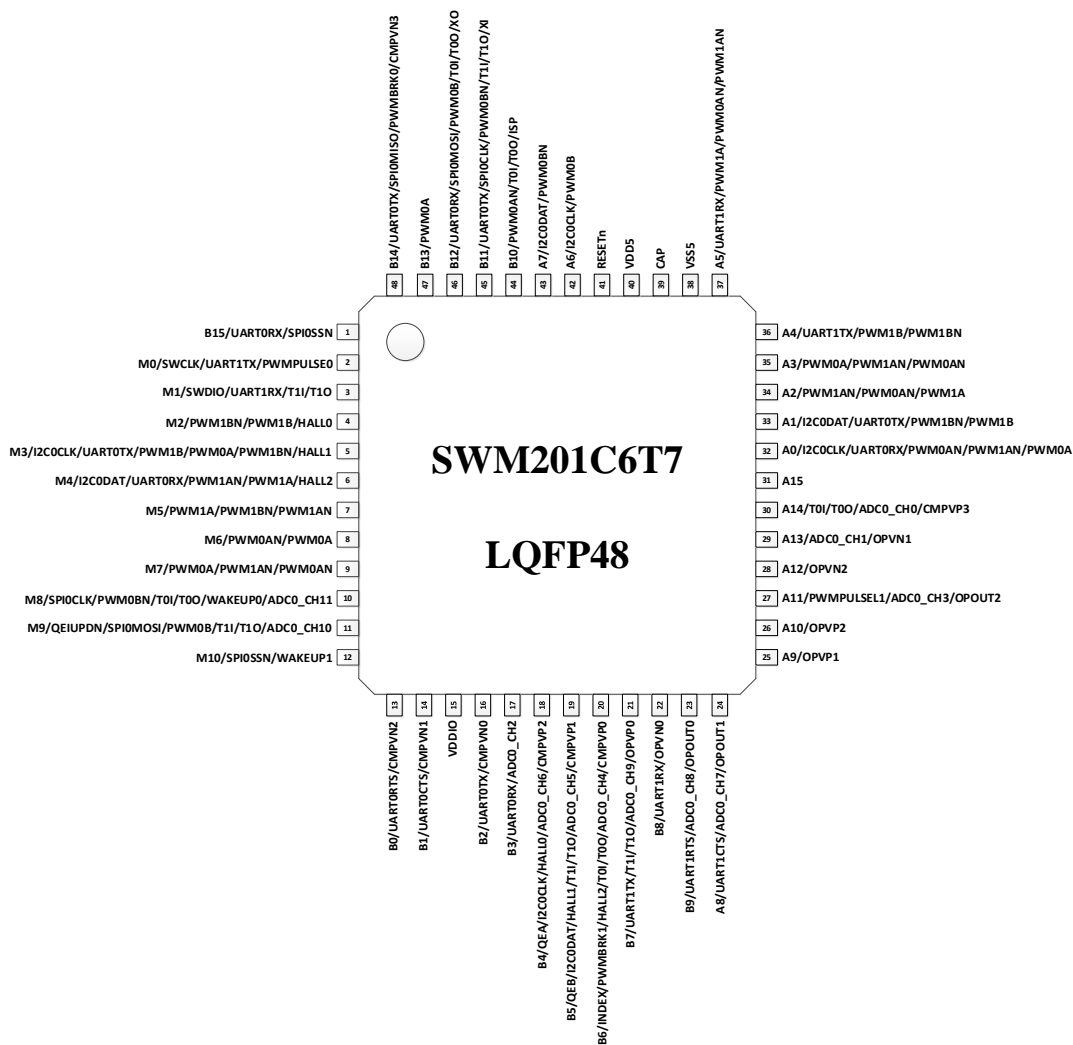 B14/UART0TX/SPI0MISO/PWMBRK0/CMPVN3
B13/PWM0A
B12/UART0RX/SPI0MOSI/PWM0B/T0I/T0O/XO
B11/UART0TX/SPI0CLK/PWM0BN/T1I/T1O/XI
B10/PWM0AN/T0I/T0O/ISP
A7/I2C0DAT/PWM0BN
A6/I2C0CLK/PWM0B
RESETn
VDD5
CAP
VSS5
A5/UART1RX/PWM1A/PWM0AN/PWM1AN
48
47
46
45
44
43
42
41
40
39
38
37
B15/UART0RX/SPI0SSN 1
M0/SWCLK/UART1TX/PWMPULSE0 2
M1/SWDIO/UART1RX/T1I/T1O 3
M2/PWM1BN/PWM1B/HALL0 4
M3/I2C0CLK/UART0TX/PWM1B/PWM0A/PWM1BN/HALL1 5
M4/I2C0DAT/UART0RX/PWM1AN/PWM1A/HALL2 6
M5/PWM1A/PWM1BN/PWM1AN 7
M6/PWM0AN/PWM0A 8
M7/PWM0A/PWM1AN/PWM0AN 9
M8/SPI0CLK/PWM0BN/T0I/T0O/WAKEUP0/ADC0_CH11 10
M9/QEIUPDN/SPI0MOSI/PWM0B/T1I/T1O/ADC0_CH10 11
M10/SPI0SSN/WAKEUP1 12
SWM201C6T7
LQFP48
36 A4/UART1TX/PWM1B/PWM1BN
35 A3/PWM0A/PWM1AN/PWM0AN
34 A2/PWM1AN/PWM0AN/PWM1A
33 A1/I2C0DAT/UART0TX/PWM1BN/PWM1B
32 A0/I2C0CLK/UART0RX/PWM0AN/PWM1AN/PWM0A
31 A15
30 A14/T0I/T0O/ADC0_CH0/CMPVP3
29 A13/ADC0_CH1/OPVN1
28 A12/OPVN2
27 A11/PWMPULSEL1/ADC0_CH3/OPOUT2
26 A10/OPVP2
25 A9/OPVP1
13
14
15
16
17
18
19
20
21
22
23
24
B0/UART0RTS/CMPVN2
B1/UART0CTS/CMPVN1
VDDIO
B2/UART0TX/CMPVN0
B3/UART0RX/ADC0_CH2
B4/QEA/I2C0CLK/HALL0/ADC0_CH6/CMPVP2
B5/QEB/I2C0DAT/HALL1/T1I/T1O/ADC0_CH5/CMPVP1
B6/INDEX/PWMBRK1/HALL2/T0I/T0O/ADC0_CH4/CMPVP0
B7/UART1TX/T1I/T1O/ADC0_CH9/OPVP0
B8/UART1RX/OPVN0
B9/UART1RTS/ADC0_CH8/OPOUT0
A8/UART1CTS/ADC0_CH7/OPOUT1